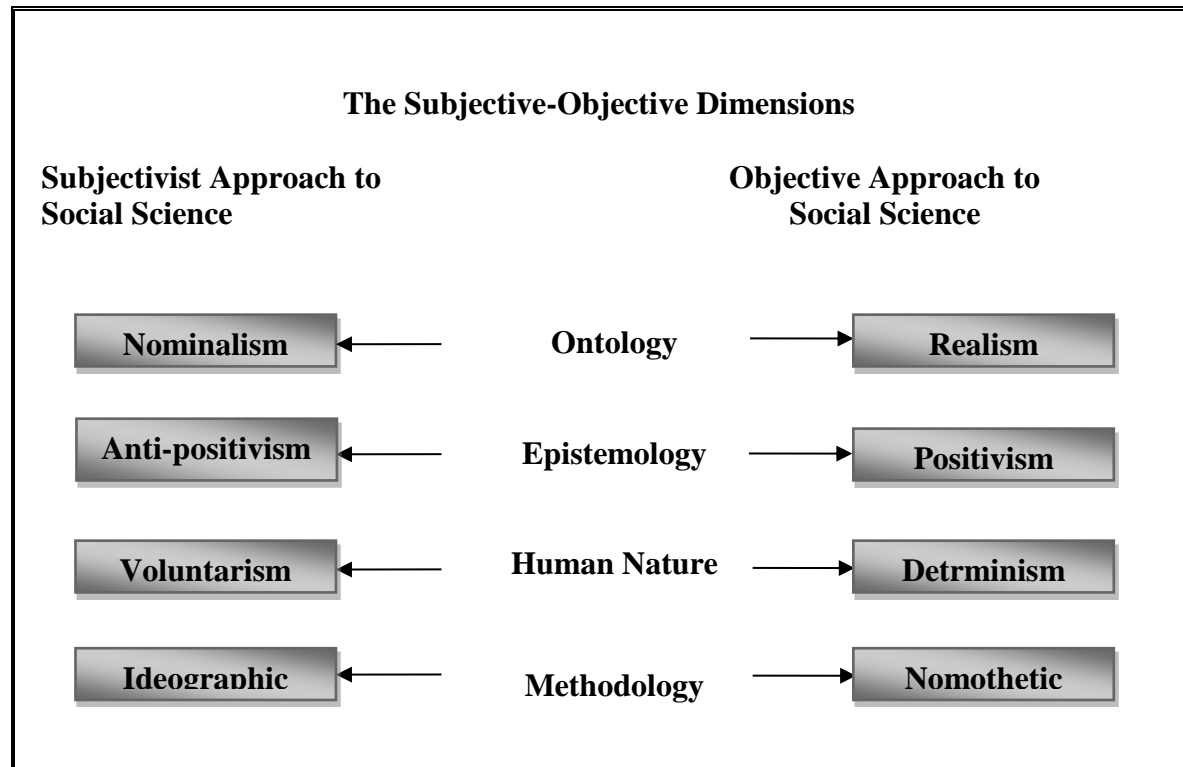 The Subjective-Objective Dimensions
Subjectivist Approach to
Social Science
Objective Approach to
Social Science
Nominalism
Ontology
Realism
Anti-positivism
Epistemology
Positivism
Voluntarism
Human Nature
Detrminism
Ideographic
Methodology
Nomothetic